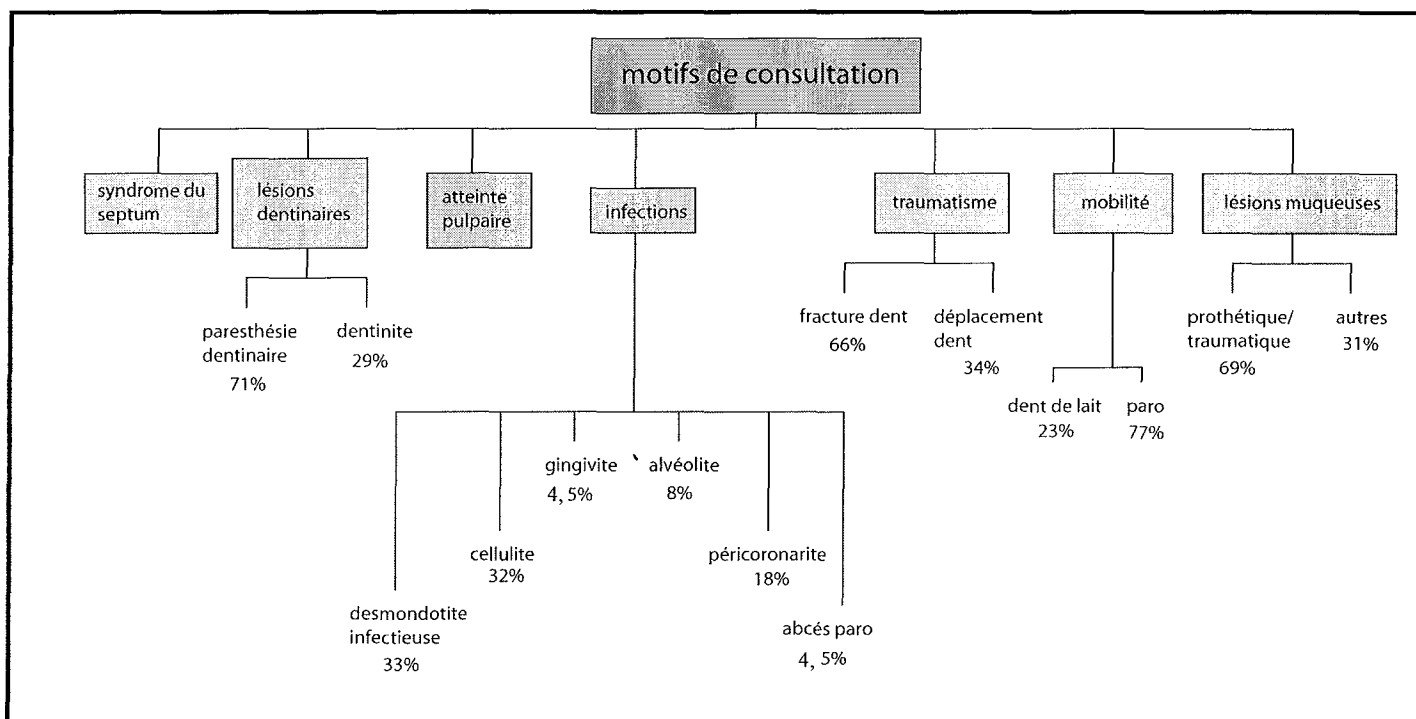 motifs de consultation
syndrome du
septum
lésions
dentinaires
atteinte
pulpaire
infections
traumatisme
mobilité
lésions muqueuses
paresthésie
dentinaire
71%
dentinite
29%
fracture dent
66%
déplacement
dent
34%
prothétique/
traumatique
69%
autres
31%
dent de lait
23%
paro
77%
gingivite
4, 5%
alvéolite
8%
cellulite
32%
péricoronarite
18%
desmondotite
infectieuse
33%
abcés paro
4, 5%